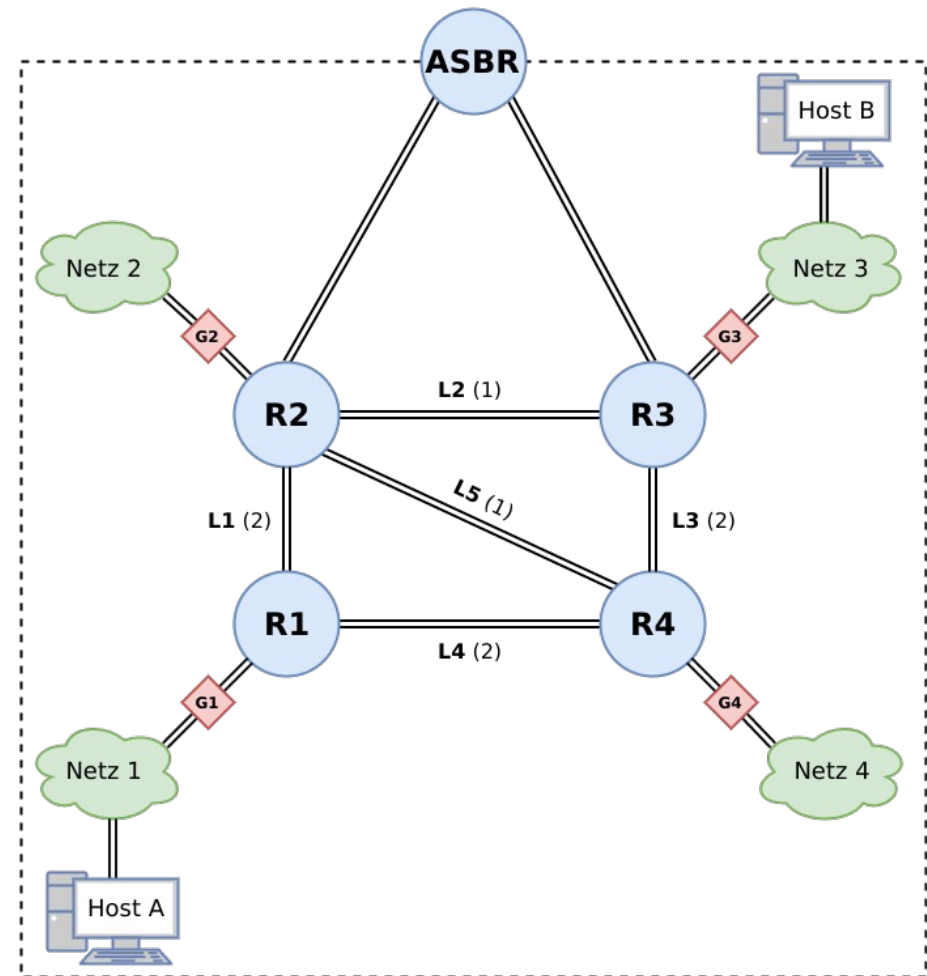 ASBR
Host B
Netz 2
Netz 3
G2
G3
L2 (1)
R2
R3
L5 (1)
L1 (2)
L3 (2)
R1
R4
L4 (2)
G1
G4
Netz 1
Netz 4
Host A